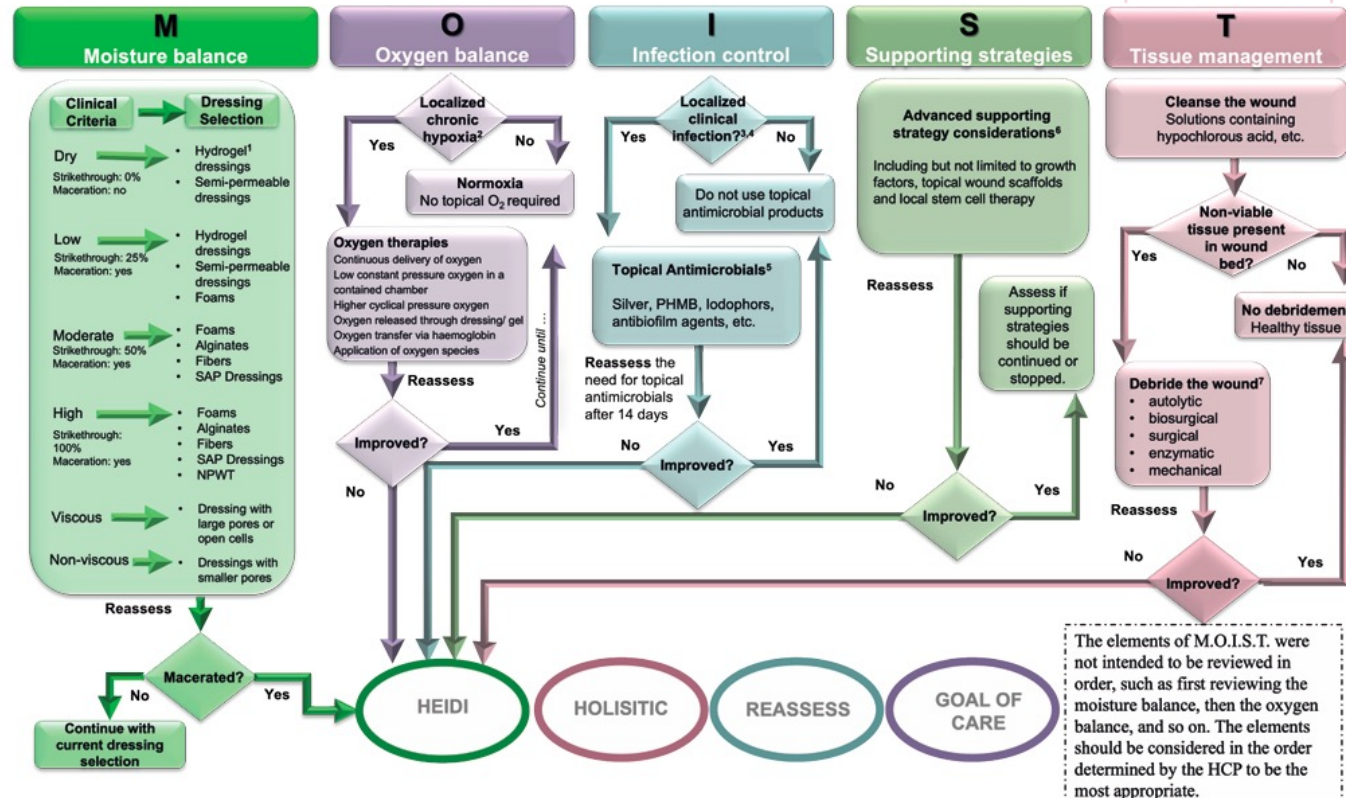 M
Moisture balance
Clinical
Criteria
Dressing
Selection
Dry
Strikethrough: 0%
Maceration: no
• Hydrogel¹
dressings
• Semi-permeable
dressings
Low
Strikethrough: 25%
Maceration: yes
• Hydrogel
dressings
• Semi-permeable
dressings
• Foams
Moderate
Strikethrough: 50%
Maceration: yes
• Foams
• Alginates
• Fibers
• SAP Dressings
High
Strikethrough:
100%
Maceration: yes
• Foams
• Alginates
• Fibers
• SAP Dressings
• NPWT
Viscous
• Dressing with
large pores or
open cells
Non-viscous
• Dressings with
smaller pores
Reassess
Macerated?
No
Yes
Continue with
current dressing
selection
O
Oxygen balance
Localized
chronic
hypoxia²
Yes
No
Normoxia
No topical O₂ required
Oxygen therapies
Continuous delivery of oxygen
Low constant pressure oxygen in a
contained chamber
Higher cyclical pressure oxygen
Oxygen released through dressing/ gel
Oxygen transfer via haemoglobin
Application of oxygen species
Continue until ...
Reassess
Improved?
Yes
No
I
Infection control
Localized
clinical
infection?³,⁴
Yes
No
Do not use topical
antimicrobial products
Topical Antimicrobials⁵
Silver, PHMB, Iodophors,
antibiofilm agents, etc.
Reassess the
need for topical
antimicrobials
after 14 days
No
Yes
Improved?
S
Supporting strategies
Advanced supporting
strategy considerations⁶
Including but not limited to growth
factors, topical wound scaffolds
and local stem cell therapy
Reassess
Assess if
supporting
strategies
should be
continued or
stopped.
No
Yes
Improved?
T
Tissue management
Cleanse the wound
Solutions containing
hypochlorous acid, etc.
Non-viable
tissue present
in wound
bed?
Yes
No
No debridemen
Healthy tissue
Debride the wound⁷
• autolytic
• biosurgical
• surgical
• enzymatic
• mechanical
Reassess
No
Yes
Improved?
HEIDI
HOLISITIC
REASSESS
GOAL OF
CARE
The elements of M.O.I.S.T. were
not intended to be reviewed in
order, such as first reviewing the
moisture balance, then the oxygen
balance, and so on. The elements
should be considered in the order
determined by the HCP to be the
most appropriate.